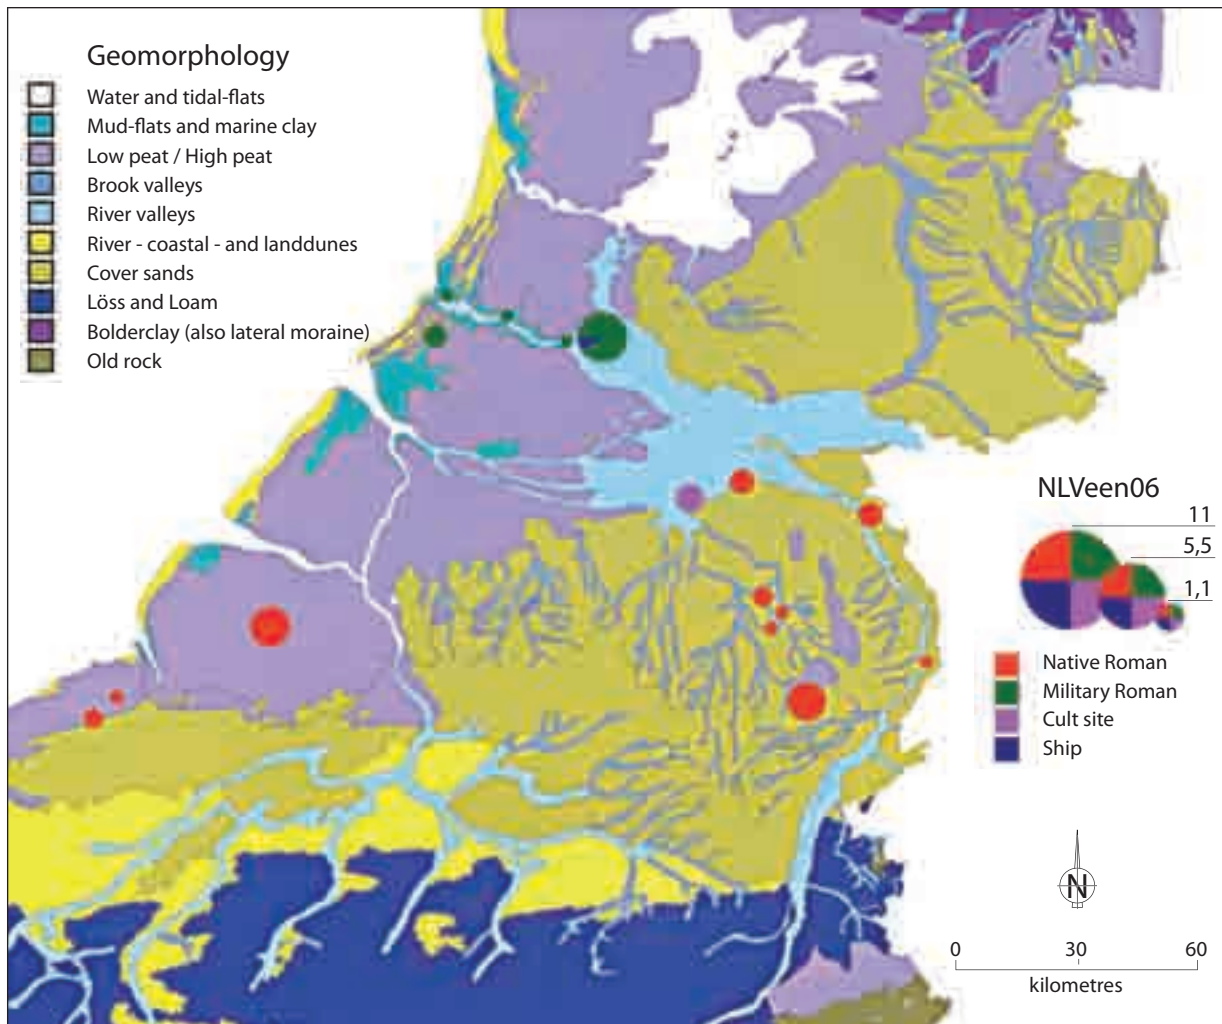 Geomorphology
Water and tidal-flats
Mud-flats and marine clay
Low peat / High peat
Brook valleys
River valleys
River - coastal - and landdunes
Cover sands
Löss and Loam
Bolderclay (also lateral moraine)
Old rock
NLVeen06
11
5,5
1,1
Native Roman
Military Roman
Cult site
Ship
N
0 30 60
kilometres